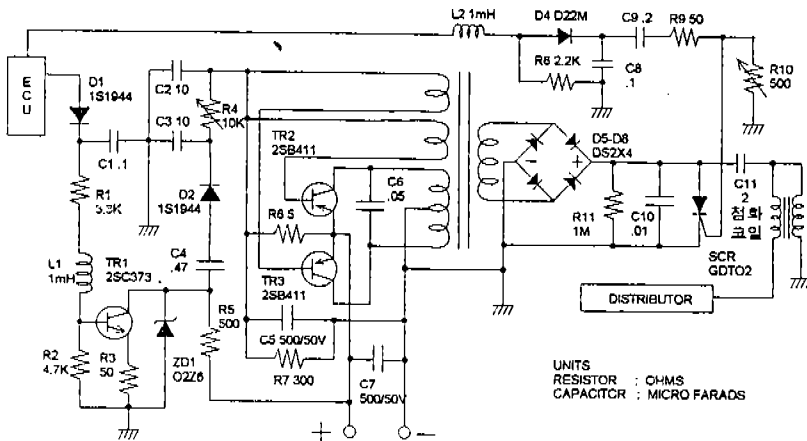 L2 1mH
D4 D22M
C9 .2
R9 50
ECU
D1
1S1944
C2 10
R4
10K
C3 10
R8 2.2K
C8
.1
R10
500
C1 .1
TR2
2SB411
D5-D8
DS2X4
R1
3.3K
D2
1S1944
C6
.05
C11
2
점화
코일
R6 5
R11
1M
C10
.01
SCR
GDTO2
L1
1mH
TR1
2SC373
C4
.47
TR3
2SB411
DISTRIBUTOR
R5
500
C5 500/50V
R2
4.7K
R3
50
ZD1
O2Z6
R7 300
C7
500/50V
UNITS
RESISTOR : OHMS
CAPACITOR : MICRO FARADS
+ −